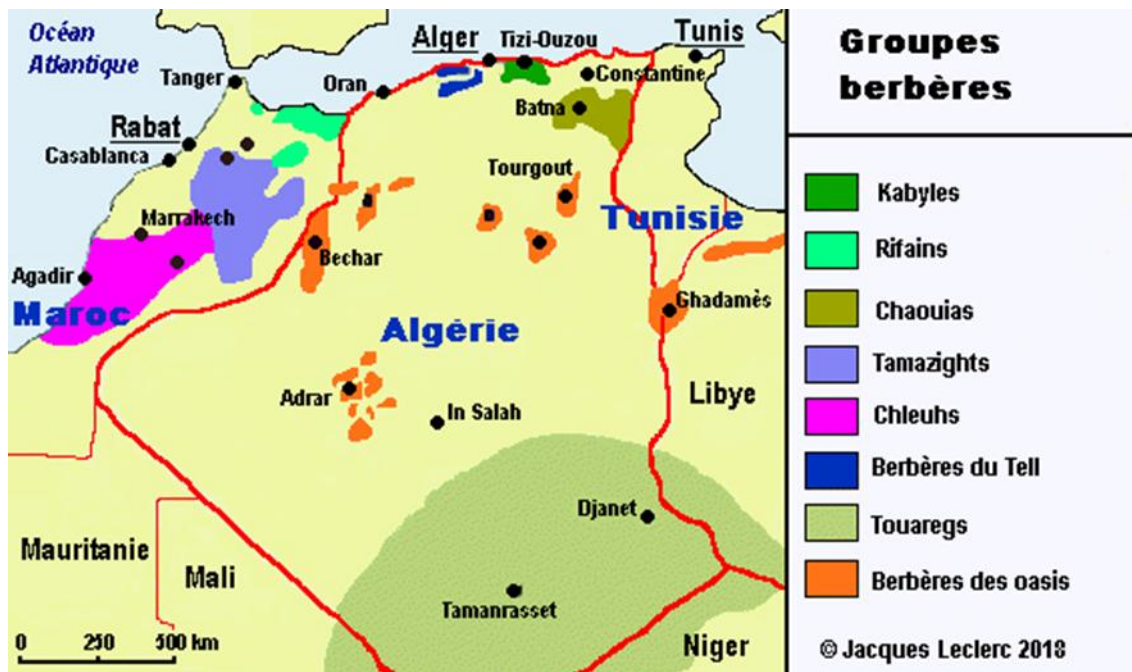 Océan
Atlantique
Tanger
Rabat
Casablanca
Marrakech
Agadir
Maroc
Oran
Alger
Tizi-Ouzou
Tunis
Constantine
Batna
Tourgout
Tunisie
Bechar
Ghadamès
Algérie
Adrar
In Salah
Libye
Djanet
Mauritanie
Mali
Tamanrasset
Niger
0 250 500 km
Groupes
berbères
Kabyles
Rifains
Chaouias
Tamazights
Chleuhs
Berbères du Tell
Touaregs
Berbères des oasis
© Jacques Leclerc 2018